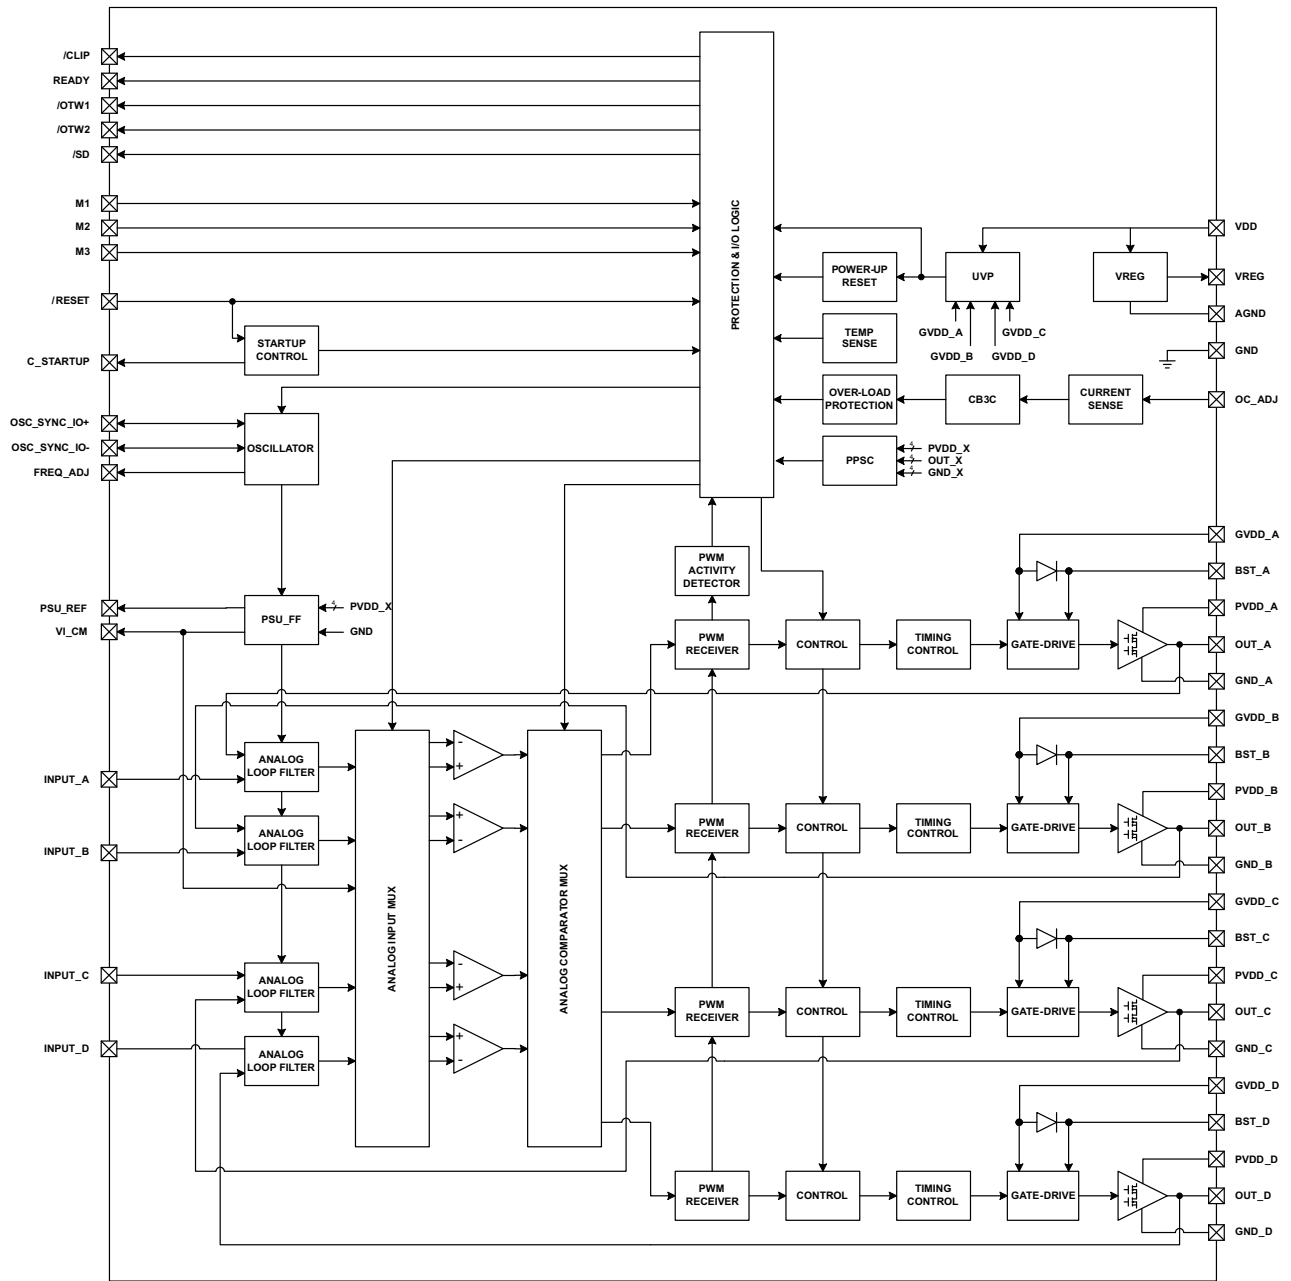 /CLIP
READY
/OTW1
/OTW2
/SD
M1
M2
M3
/RESET
C_STARTUP
OSC_SYNC_IO+
OSC_SYNC_IO-
FREQ_ADJ
PSU_REF
VI_CM
INPUT_A
INPUT_B
INPUT_C
INPUT_D
STARTUP
CONTROL
OSCILLATOR
PSU_FF
4
PVDD_X
GND
ANALOG
LOOP FILTER
ANALOG
LOOP FILTER
ANALOG
LOOP FILTER
ANALOG
LOOP FILTER
ANALOG INPUT MUX
-
+
+
-
-
+
+
-
ANALOG COMPARATOR MUX
PROTECTION & I/O LOGIC
POWER-UP
RESET
UVP
VREG
GVDD_A
GVDD_C
GVDD_B
GVDD_D
TEMP
SENSE
OVER-LOAD
PROTECTION
CB3C
CURRENT
SENSE
PPSC
4
PVDD_X
4
OUT_X
4
GND_X
PWM
ACTIVITY
DETECTOR
PWM
RECEIVER
CONTROL
TIMING
CONTROL
GATE-DRIVE
PWM
RECEIVER
CONTROL
TIMING
CONTROL
GATE-DRIVE
PWM
RECEIVER
CONTROL
TIMING
CONTROL
GATE-DRIVE
PWM
RECEIVER
CONTROL
TIMING
CONTROL
GATE-DRIVE
VDD
VREG
AGND
GND
OC_ADJ
GVDD_A
BST_A
PVDD_A
OUT_A
GND_A
GVDD_B
BST_B
PVDD_B
OUT_B
GND_B
GVDD_C
BST_C
PVDD_C
OUT_C
GND_C
GVDD_D
BST_D
PVDD_D
OUT_D
GND_D